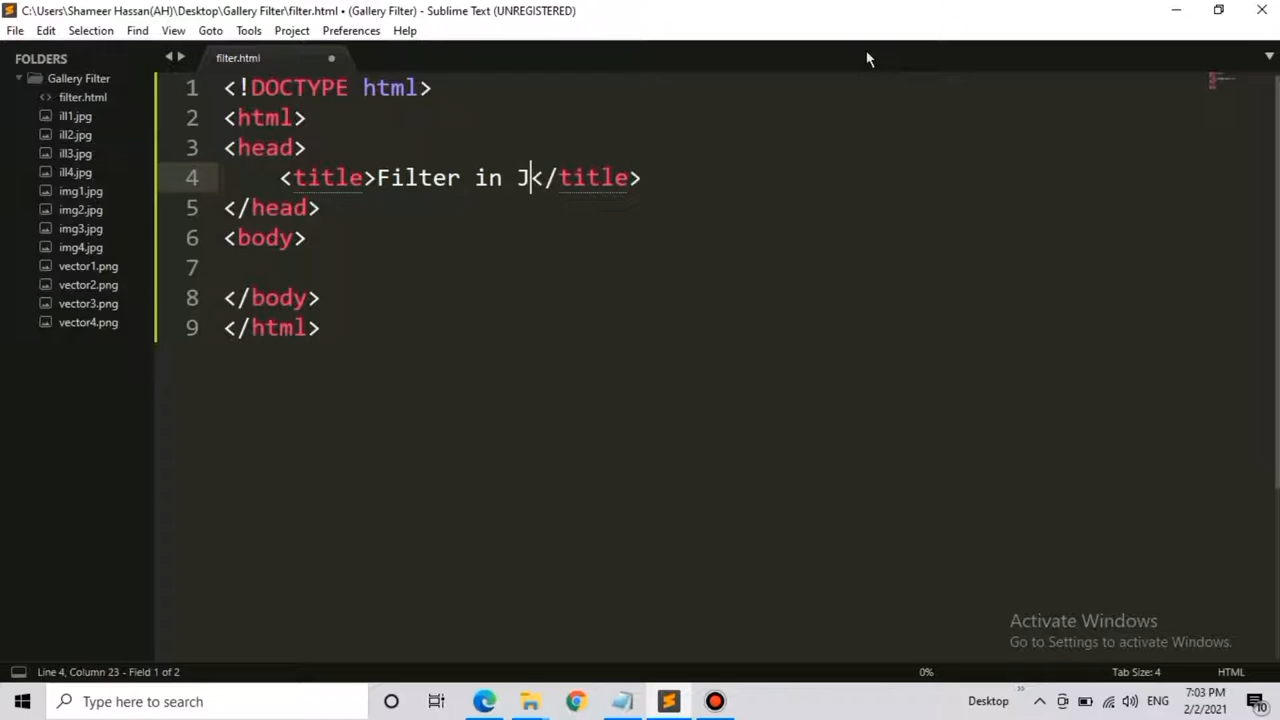 C:\Users\Shameer Hassan(AH)\Desktop\Gallery Filter\filter.html • (Gallery Filter) - Sublime Text (UNREGISTERED)
File Edit Selection Find View Goto Tools Project Preferences Help
FOLDERS
Gallery Filter
filter.html
ill1.jpg
ill2.jpg
ill3.jpg
ill4.jpg
img1.jpg
img2.jpg
img3.jpg
img4.jpg
vector1.png
vector2.png
vector3.png
vector4.png
filter.html
1 <!DOCTYPE html>
2 <html>
3 <head>
4 <title>Filter in J</title>
5 </head>
6 <body>
7
8 </body>
9 </html>
Activate Windows
Go to Settings to activate Windows.
Line 4, Column 23 - Field 1 of 2 0% Tab Size: 4 HTML
Type here to search Desktop ENG 7:03 PM
2/2/2021 10